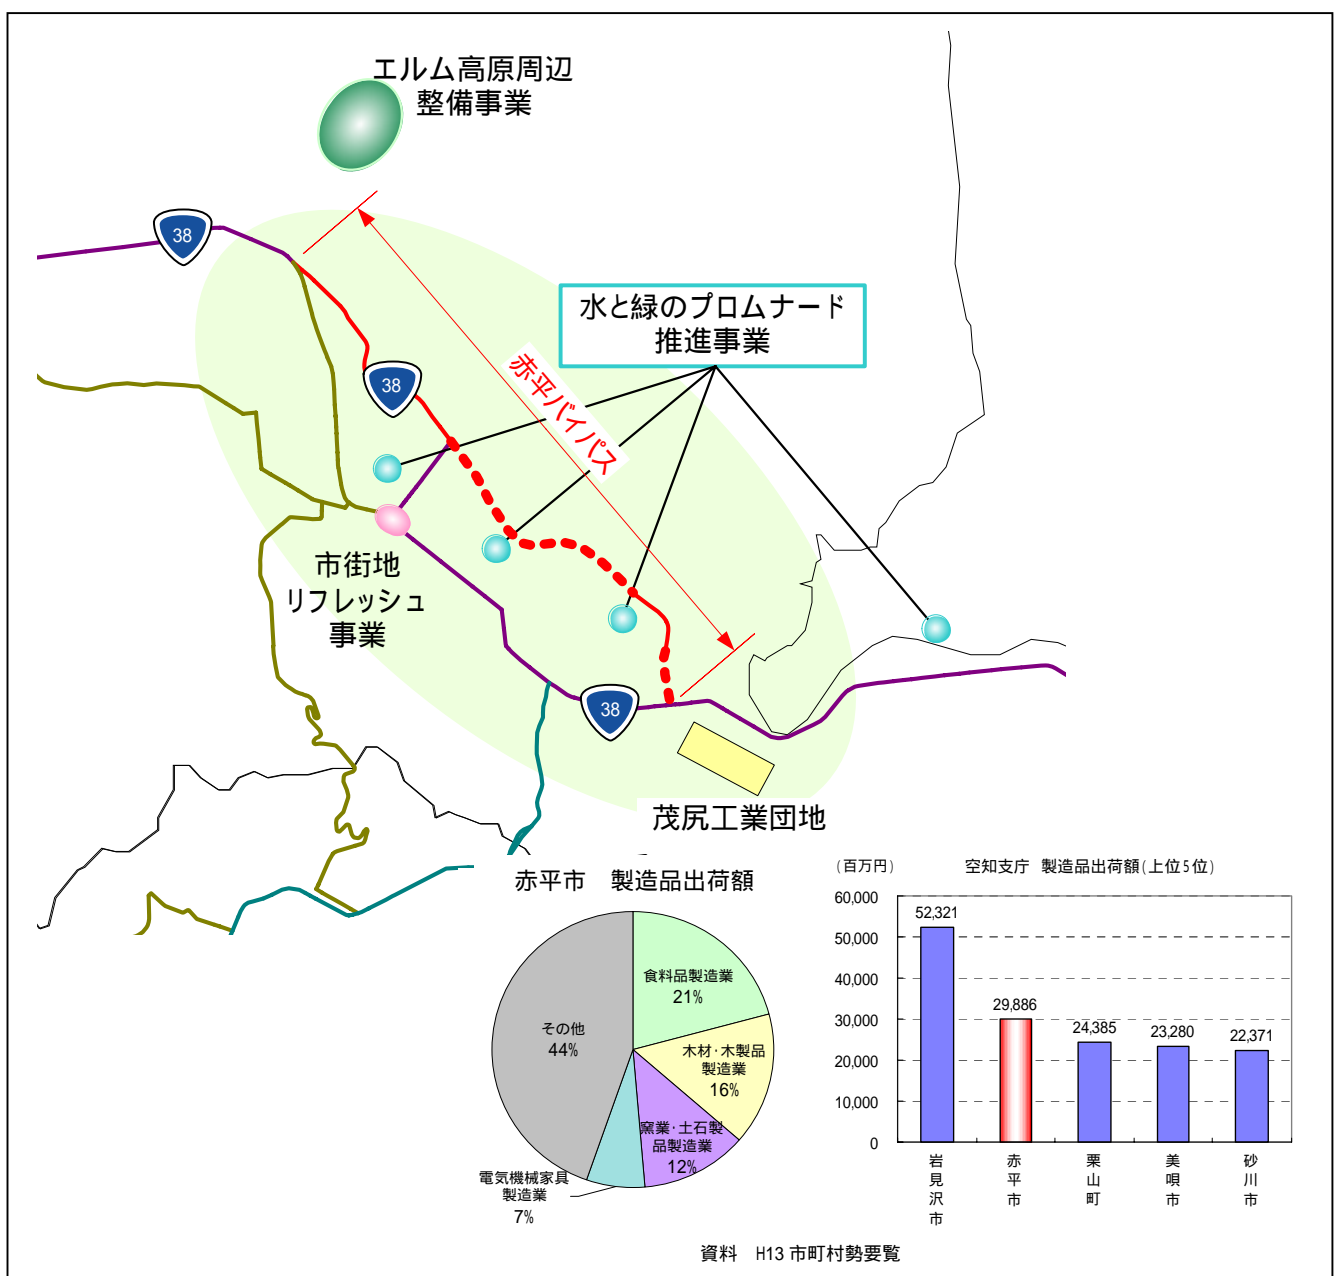 エルム高原周辺
整備事業
38
水と緑のプロムナード
推進事業
赤平バイパス
38
市街地
リフレッシュ
事業
38
茂尻工業団地
赤平市 製造品出荷額
食料品製造業
21%
木材・木製品
製造業
16%
窯業・土石製
品製造業
12%
電気機械家具
製造業
7%
その他
44%
(百万円)
空知支庁 製造品出荷額(上位5位)
60,000
50,000
40,000
30,000
20,000
10,000
0
52,321
29,886
24,385
23,280
22,371
岩見沢市
赤平市
栗山町
美唄市
砂川市
資料 H13 市町村勢要覧